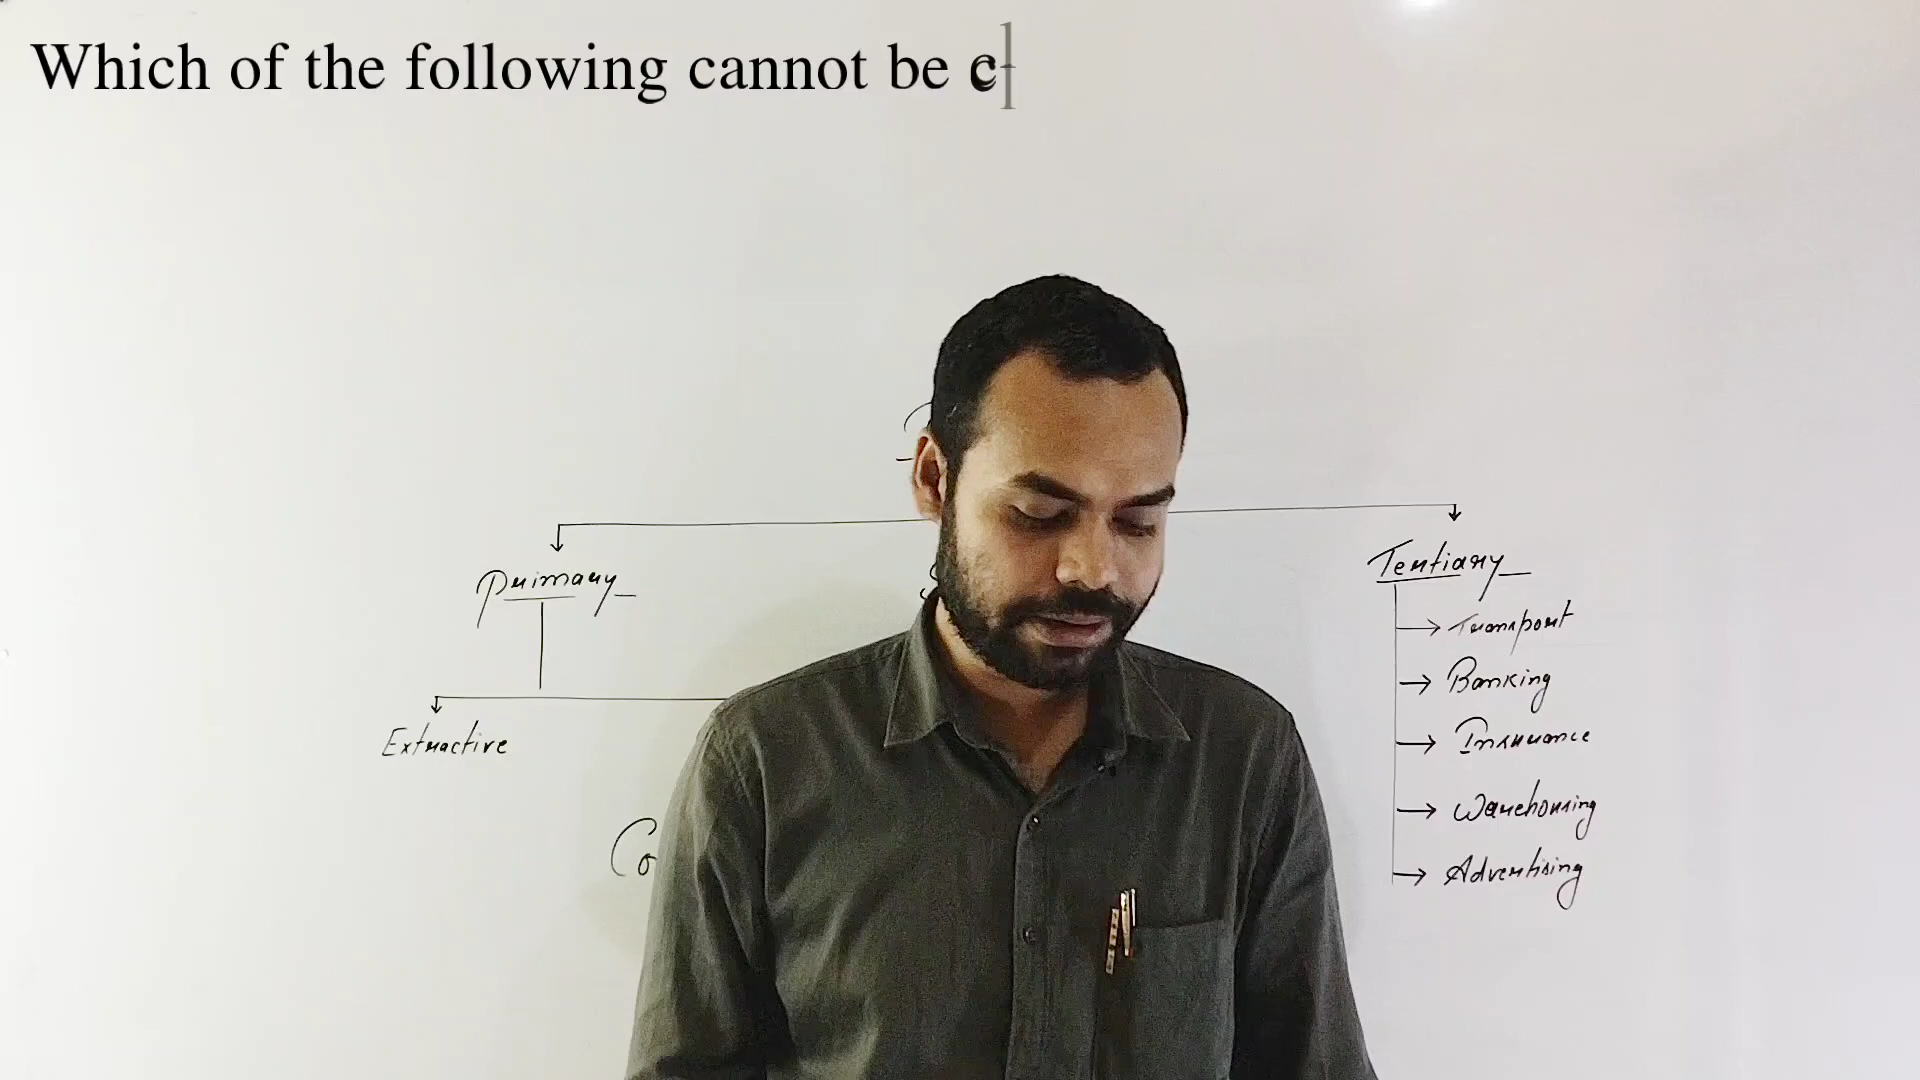 Which of the following cannot be c
Primary
Tertiary
Transport
Banking
Extractive
Insurance
Warehousing
Advertising